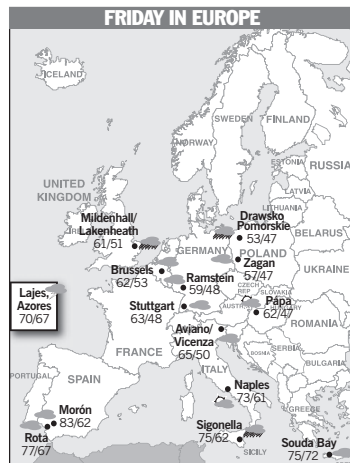 FRIDAY IN EUROPE
ICELAND
SWEDEN
FINLAND
NORWAY
ESTONIA
RUSSIA
LATVIA
LITHUANIA
UNITED
KINGDOM
Mildenhall/
Lakenheath
61/51
Drawsko
Pomorskie
53/47
BELARUS
GERMANY
POLAND
Zagan
57/47
Brussels
62/53
Ramstein
59/48
CZECH
REP
UKRAINE
SLOVAKIA
Lajes,
Azores
70/67
Stuttgart
63/48
AUSTRIA
Pápa
62/47
HUNGARY
Aviano/
Vicenza
65/50
ROMANIA
FRANCE
BOSNIA
SERBIA
BULGARIA
ITALY
PORTUGAL
SPAIN
Naples
73/61
Morón
83/62
GREECE
Rota
77/67
Sigonella
75/62
SICILY
Souda Bay
75/72